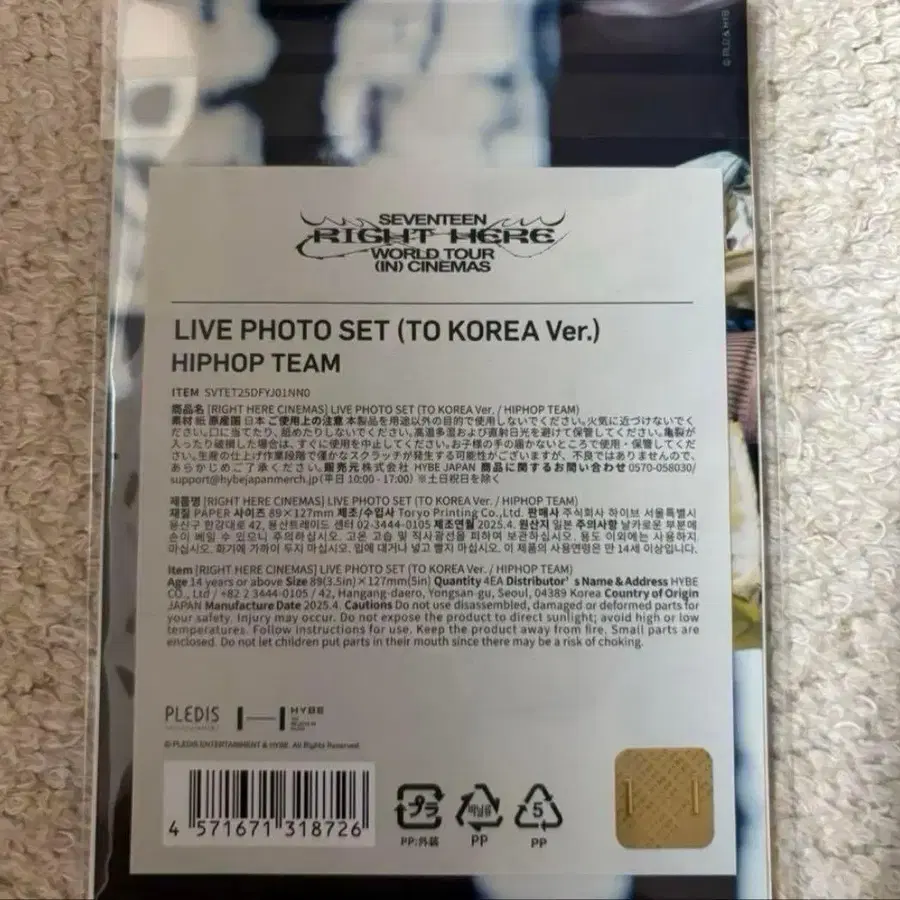 © PLD & HYB
SEVENTEEN
RIGHT HERE
WORLD TOUR
(IN) CINEMAS
LIVE PHOTO SET (TO KOREA Ver.)
HIPHOP TEAM
ITEM SVTET25DFYJ01NN0
商品名 [RIGHT HERE CINEMAS] LIVE PHOTO SET (TO KOREA Ver. / HIPHOP TEAM)
素材 紙 原産国 日本 ご使用上の注意 本製品を用途以外の目的で使用しないでください。火気に近づけないでく
ださい。口に当てたり、舐めたりしないでください。高温多湿および直射日光を避けて保管してください。亀裂が
入ったり破損した場合は、すぐに使用を中止してください。お子様の手の届かないところで使用・保管してくだ
さい。生産の仕上げ作業段階で僅かなスクラッチが発生する可能性がございますが、不良ではありませんので、
あらかじめご了承ください。販売元 株式会社 HYBE JAPAN 商品に関するお問い合わせ 0570-058030/
support@hybejapanmerch.jp（平日 10:00 - 17:00） ※土日祝日を除く
제품명 [RIGHT HERE CINEMAS] LIVE PHOTO SET (TO KOREA Ver. / HIPHOP TEAM)
재질 PAPER 사이즈 89×127mm 제조/수입사 Toryo Printing Co.,Ltd. 판매사 주식회사 하이브 서울특별시
용산구 한강대로 42, 용산트레이드 센터 02-3444-0105 제조연월 2025.4. 원산지 일본 주의사항 날카로운 부분에
손이 베일 수 있으니 주의하십시오. 고온 고습 및 직사광선을 피하여 보관하십시오. 용도 이외에는 사용하지
마십시오. 화기에 가까이 두지 마십시오. 입에 대거나 넣고 빨지 마십시오. 이 제품의 사용연령은 만 14세 이상입니다.
Item [RIGHT HERE CINEMAS] LIVE PHOTO SET (TO KOREA Ver. / HIPHOP TEAM)
Age 14 years or above Size 89(3.5in)×127mm(5in) Quantity 4EA Distributor's Name & Address HYBE
CO., Ltd / +82 2 3444-0105 / 42, Hangang-daero, Yongsan-gu, Seoul, 04389 Korea Country of Origin
JAPAN Manufacture Date 2025.4. Cautions Do not use disassembled, damaged or deformed parts for
your safety. Injury may occur. Do not expose the product to direct sunlight; avoid high or low
temperatures. Follow instructions for use. Keep the product away from fire. Small parts are
enclosed. Do not let children put parts in their mouth since there may be a risk of choking.
PLEDIS
HYBE
© PLEDIS ENTERTAINMENT & HYBE. All Rights Reserved
4 571671 318726
プラ
PP:外装
비닐류
PP
5
PP